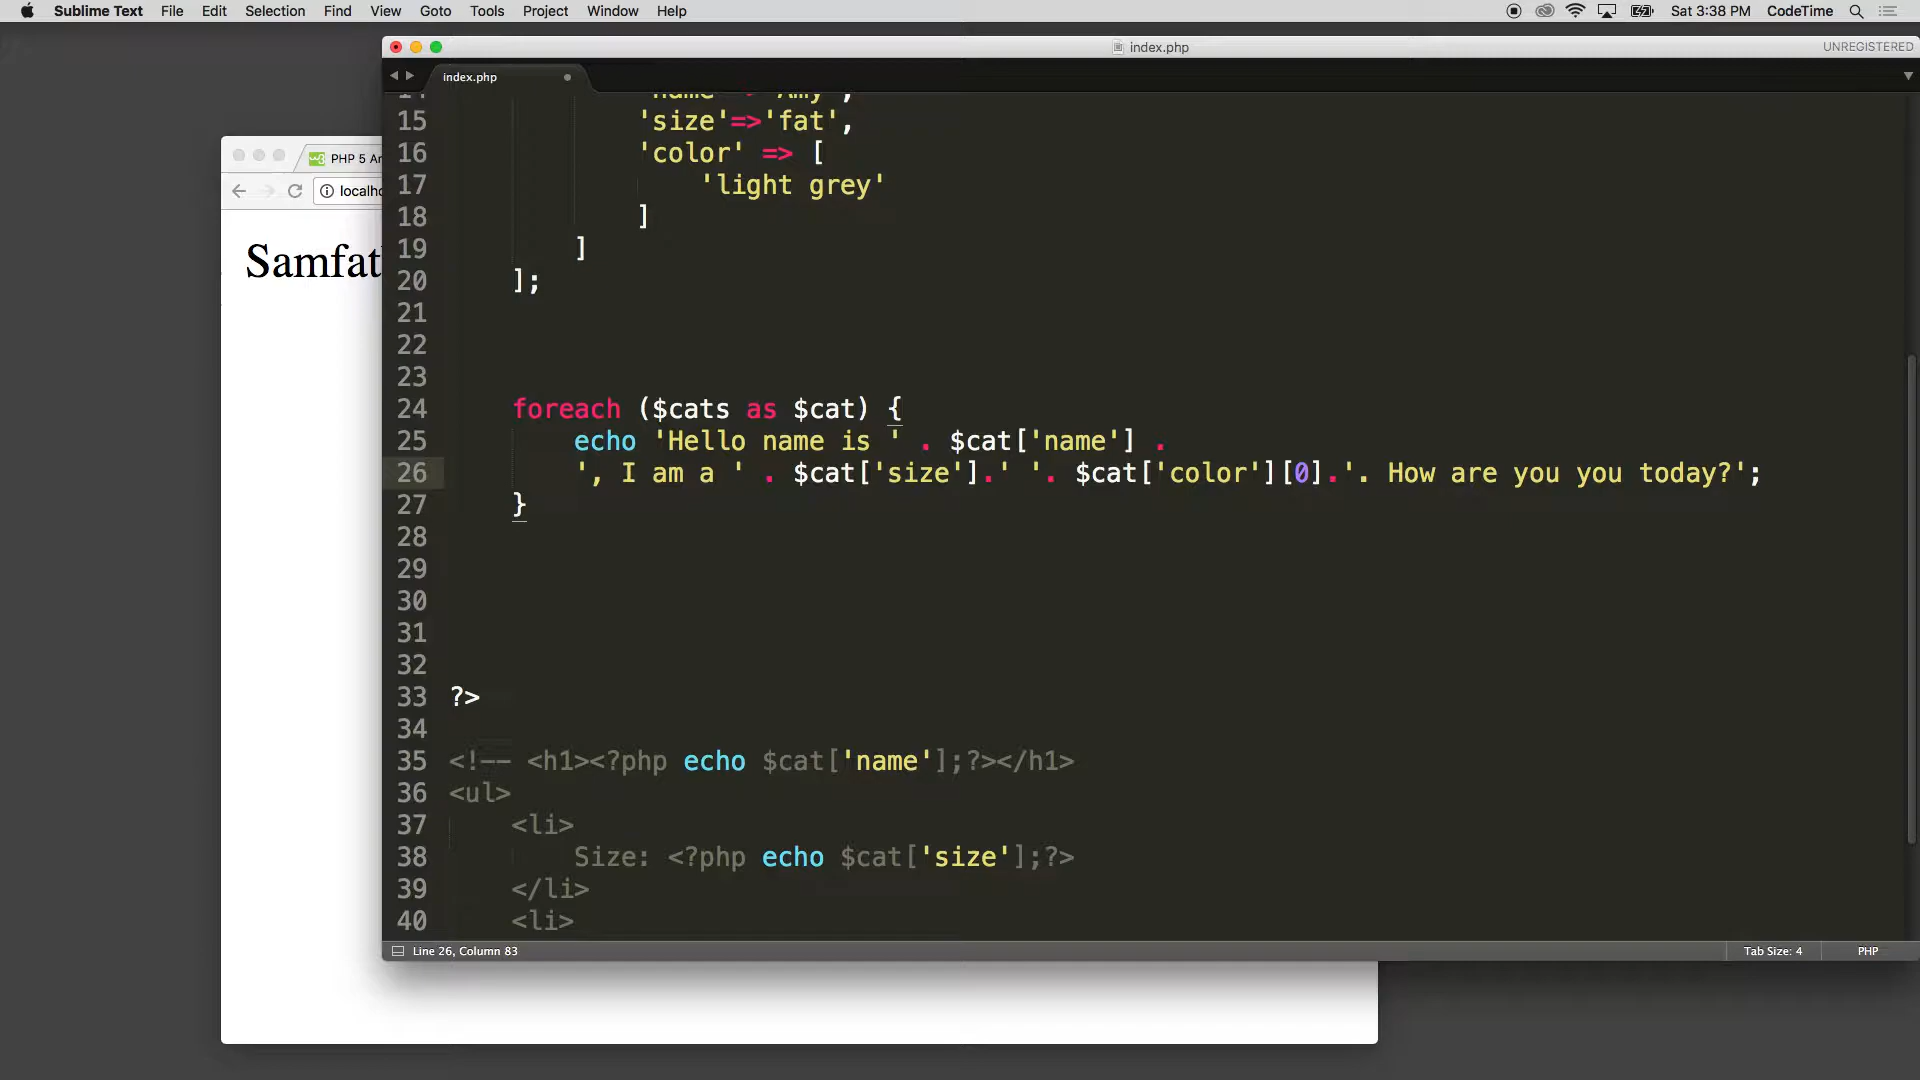 Sublime Text File Edit Selection Find View Goto Tools Project Window Help Sat 3:38 PM CodeTime
index.php UNREGISTERED
index.php
15 'size'=>'fat',
16 'color' => [
17 'light grey'
18 ]
19 ]
20 ];
21
22
23
24 foreach ($cats as $cat) {
25 echo 'Hello name is ' . $cat['name'] .
26 ', I am a ' . $cat['size'].' '. $cat['color'][0].'. How are you you today?';
27 }
28
29
30
31
32
33 ?>
34
35 <!-- <h1><?php echo $cat['name'];?></h1>
36 <ul>
37 <li>
38 Size: <?php echo $cat['size'];?>
39 </li>
40 <li>
Line 26, Column 83 Tab Size: 4 PHP
PHP 5 Ar
localho
Samfat